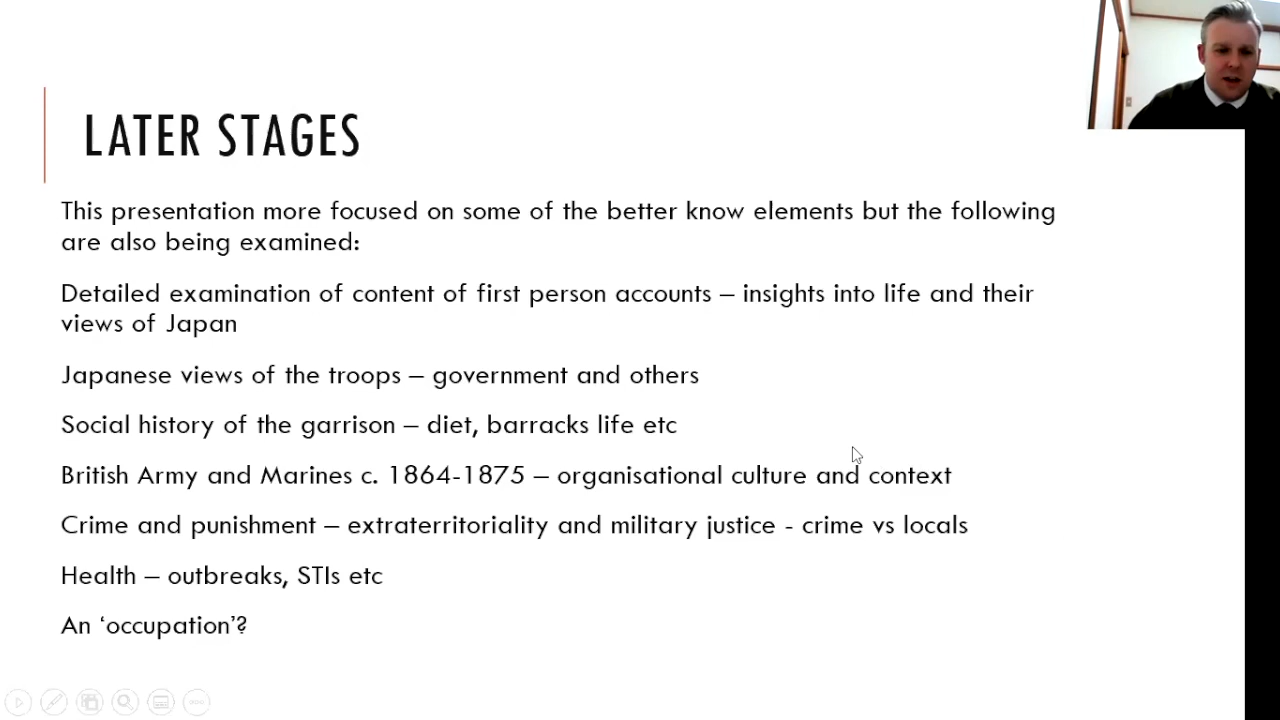 LATER STAGES
This presentation more focused on some of the better know elements but the following
are also being examined:
Detailed examination of content of first person accounts – insights into life and their
views of Japan
Japanese views of the troops – government and others
Social history of the garrison – diet, barracks life etc
British Army and Marines c. 1864-1875 – organisational culture and context
Crime and punishment – extraterritoriality and military justice - crime vs locals
Health – outbreaks, STIs etc
An ‘occupation’?